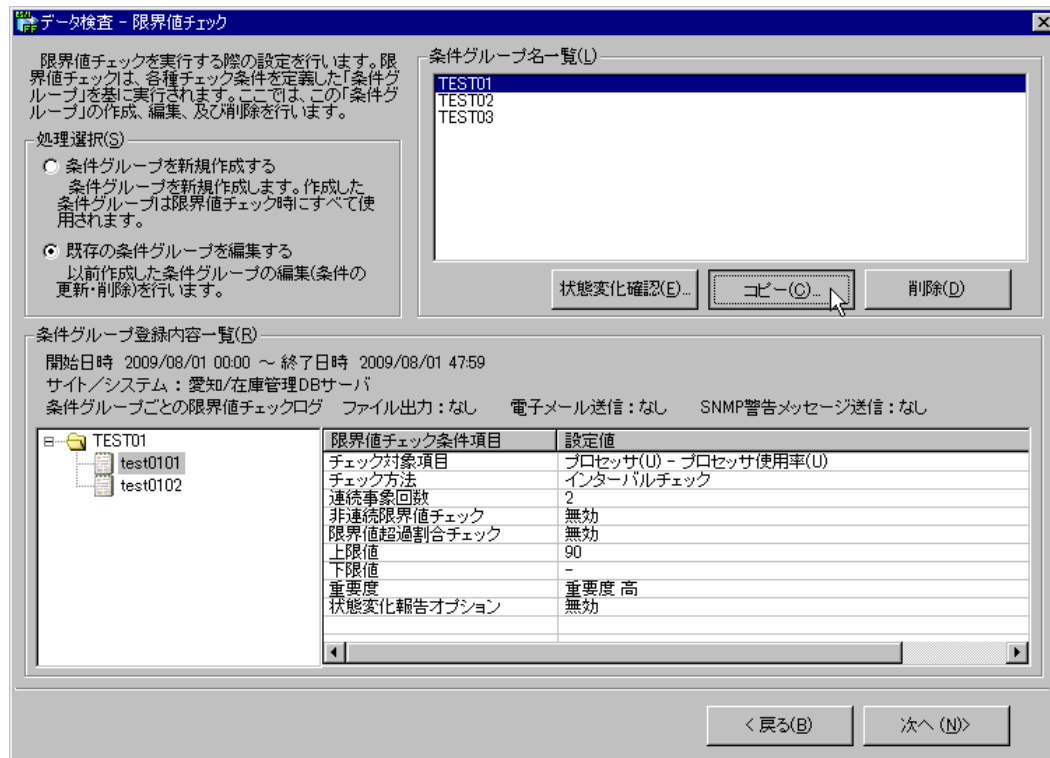 データ検査 - 限界値チェック
限界値チェックを実行する際の設定を行います。限
界値チェックは、各種チェック条件を定義した「条件グ
ループ」を基に実行されます。ここでは、この「条件グ
ループ」の作成、編集、及び削除を行います。
処理選択(S)
条件グループを新規作成する
条件グループを新規作成します。作成した
条件グループは限界値チェック時にすべて使
用されます。
既存の条件グループを編集する
以前作成した条件グループの編集(条件の
更新・削除)を行います。
条件グループ名一覧(L)
TEST01
TEST02
TEST03
状態変化確認(E)...
コピー(C)...
削除(D)
条件グループ登録内容一覧(R)
開始日時 2009/08/01 00:00 ～ 終了日時 2009/08/01 47:59
サイト／システム : 愛知/在庫管理DBサーバ
条件グループごとの限界値チェックログ ファイル出力 : なし 電子メール送信 : なし SNMP警告メッセージ送信 : なし
TEST01
test0101
test0102
限界値チェック条件項目 設定値
チェック対象項目 プロセッサ(U) - プロセッサ使用率(U)
チェック方法 インターバルチェック
連続事象回数 2
非連続限界値チェック 無効
限界値超過割合チェック 無効
上限値 90
下限値 -
重要度 重要度 高
状態変化報告オプション 無効
< 戻る(B)
次へ (N)>